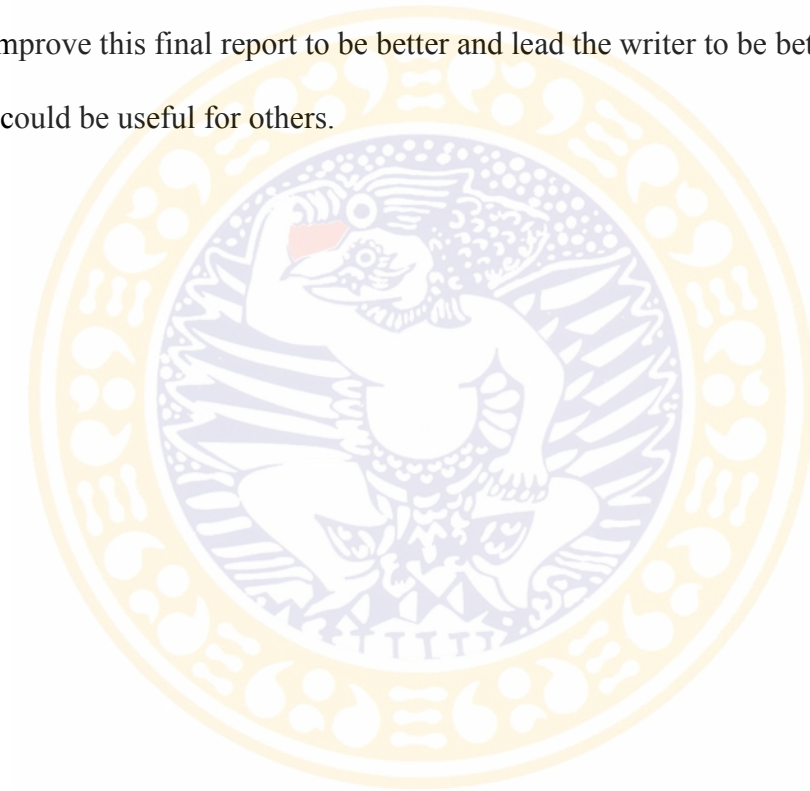 mprove this final report to be better and lead the writer to be bet
could be useful for others.